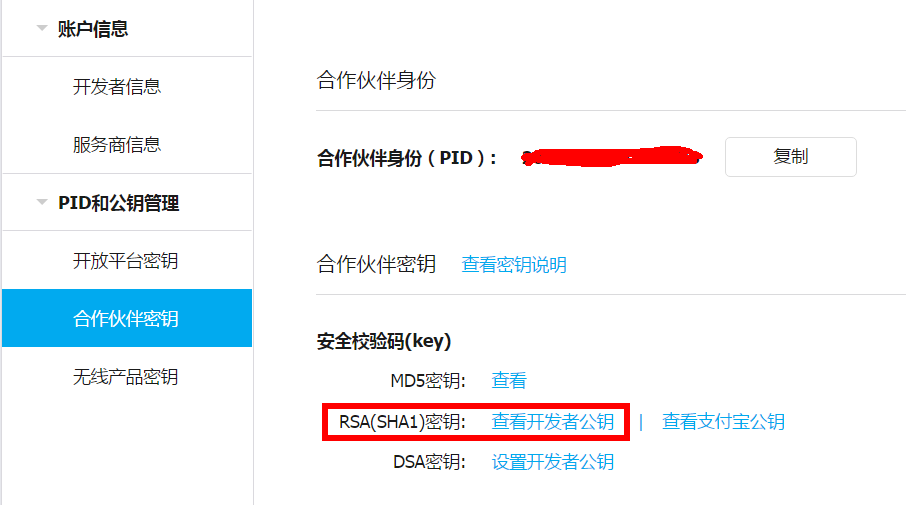 账户信息
开发者信息
服务商信息
PID和公钥管理
开放平台密钥
合作伙伴密钥
无线产品密钥
合作伙伴身份
合作伙伴身份（PID）：
复制
合作伙伴密钥 查看密钥说明
安全校验码(key)
MD5密钥: 查看
RSA(SHA1)密钥: 查看开发者公钥 | 查看支付宝公钥
DSA密钥: 设置开发者公钥